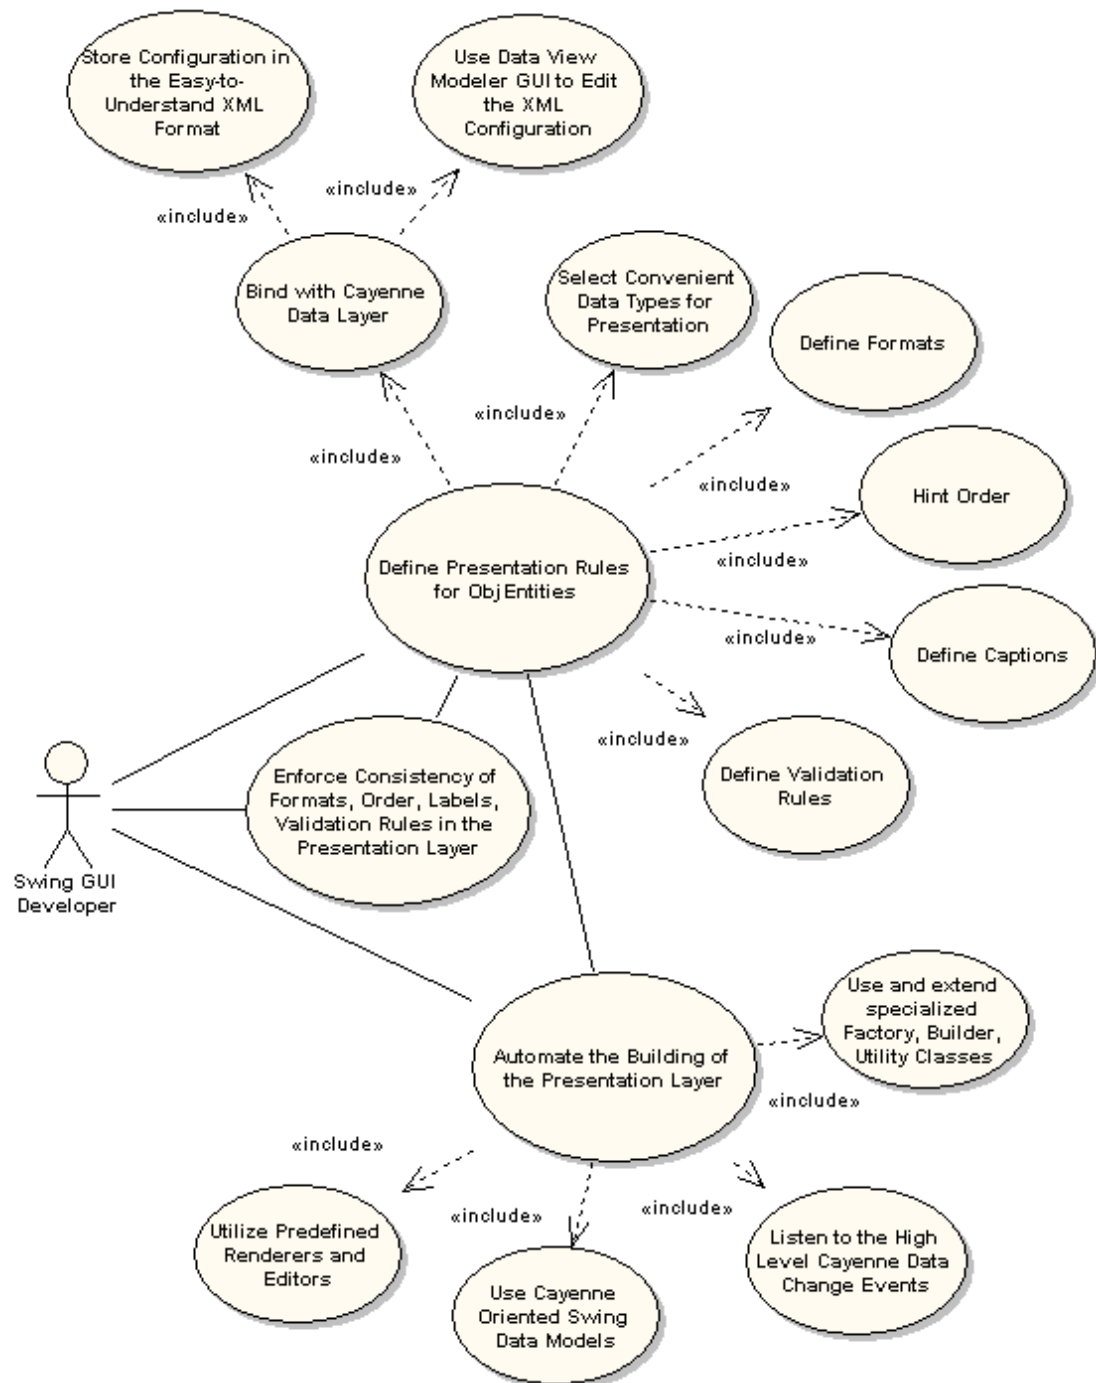 Store Configuration in
the Easy-to-
Understand XML
Format
Use Data View
Modeler GUI to Edit
the XML
Configuration
«include»
«include»
Bind with Cayenne
Data Layer
Select Convenient
Data Types for
Presentation
Define Formats
«include»
«include»
«include»
Hint Order
«include»
Define Presentation Rules
for ObjEntities
«include»
Define Captions
«include»
Define Validation
Rules
Enforce Consistency of
Formats, Order, Labels,
Validation Rules in the
Presentation Layer
Swing GUI
Developer
Use and extend
specialized
Factory, Builder,
Utility Classes
Automate the Building of
the Presentation Layer
«include»
«include»
«include»
«include»
Utilize Predefined
Renderers and
Editors
Use Cayenne
Oriented Swing
Data Models
Listen to the High
Level Cayenne Data
Change Events